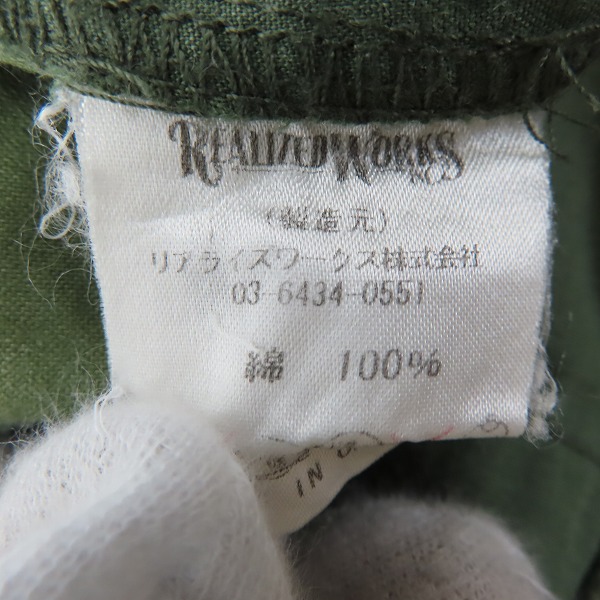 REALIZED WORKS
(製造元)
リアライズワークス株式会社
03-6434-0551
綿 100%
IN